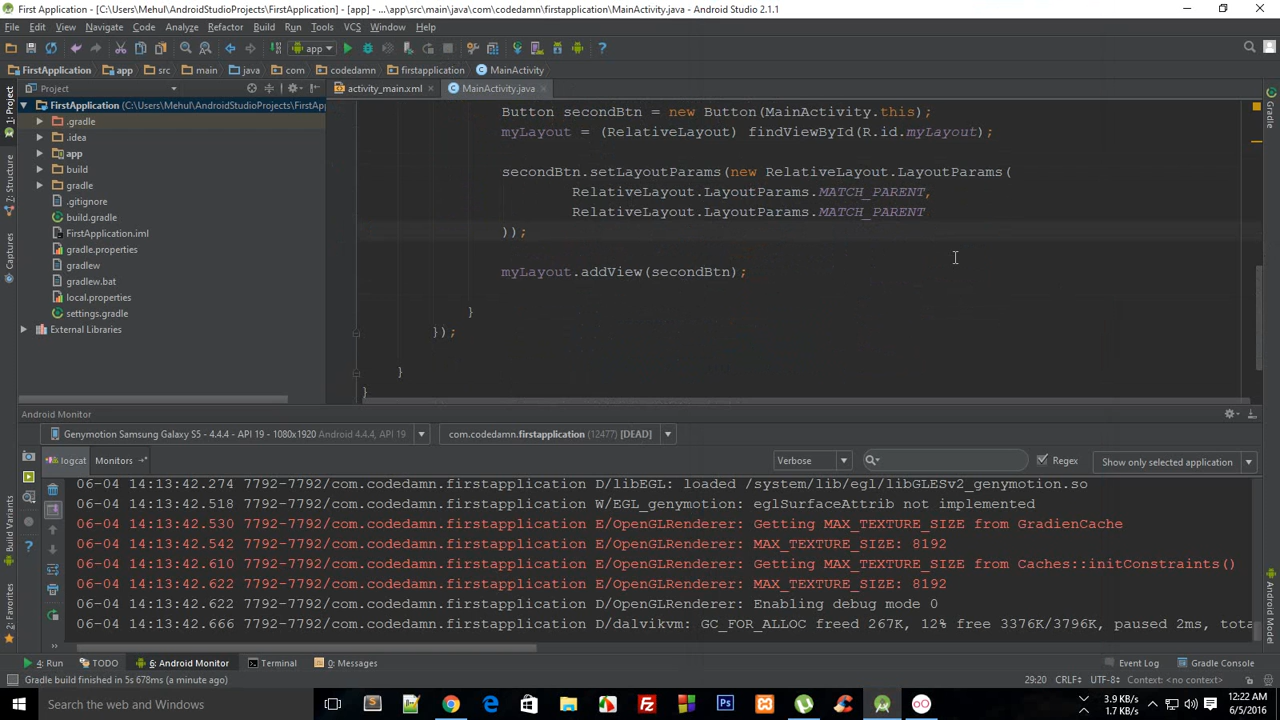 First Application - [C:\Users\Mehul\AndroidStudioProjects\FirstApplication] - [app] - ...\app\src\main\java\com\codedamn\firstapplication\MainActivity.java - Android Studio 2.1.1
File Edit View Navigate Code Analyze Refactor Build Run Tools VCS Window Help
app
FirstApplication app src main java com codedamn firstapplication MainActivity
Project
activity_main.xml MainActivity.java
FirstApplication (C:\Users\Mehul\AndroidStudioProjects\FirstApp
.gradle
.idea
app
build
gradle
.gitignore
build.gradle
FirstApplication.iml
gradle.properties
gradlew
gradlew.bat
local.properties
settings.gradle
External Libraries
1: Project
7: Structure
Captures
Build Variants
2: Favorites
Gradle
Android Model
Button secondBtn = new Button(MainActivity.this);
myLayout = (RelativeLayout) findViewById(R.id.myLayout);
secondBtn.setLayoutParams(new RelativeLayout.LayoutParams(
RelativeLayout.LayoutParams.MATCH_PARENT,
RelativeLayout.LayoutParams.MATCH_PARENT
));
myLayout.addView(secondBtn);
}
});
}
}
Android Monitor
Genymotion Samsung Galaxy S5 - 4.4.4 - API 19 - 1080x1920 Android 4.4.4, API 19 com.codedamn.firstapplication (12477) [DEAD]
logcat Monitors Verbose Regex Show only selected application
06-04 14:13:42.274 7792-7792/com.codedamn.firstapplication D/libEGL: loaded /system/lib/egl/libGLESv2_genymotion.so
06-04 14:13:42.518 7792-7792/com.codedamn.firstapplication W/EGL_genymotion: eglSurfaceAttrib not implemented
06-04 14:13:42.530 7792-7792/com.codedamn.firstapplication E/OpenGLRenderer: Getting MAX_TEXTURE_SIZE from GradienCache
06-04 14:13:42.542 7792-7792/com.codedamn.firstapplication E/OpenGLRenderer: MAX_TEXTURE_SIZE: 8192
06-04 14:13:42.610 7792-7792/com.codedamn.firstapplication E/OpenGLRenderer: Getting MAX_TEXTURE_SIZE from Caches::initConstraints()
06-04 14:13:42.622 7792-7792/com.codedamn.firstapplication E/OpenGLRenderer: MAX_TEXTURE_SIZE: 8192
06-04 14:13:42.622 7792-7792/com.codedamn.firstapplication D/OpenGLRenderer: Enabling debug mode 0
06-04 14:13:42.666 7792-7792/com.codedamn.firstapplication D/dalvikvm: GC_FOR_ALLOC freed 267K, 12% free 3376K/3796K, paused 2ms, tota
4: Run TODO 6: Android Monitor Terminal 0: Messages Event Log Gradle Console
Gradle build finished in 5s 678ms (a minute ago) 29:20 CRLF÷ UTF-8÷ Context: <no context>
Search the web and Windows
3.9 KB/s
1.7 KB/s
12:22 AM
6/5/2016